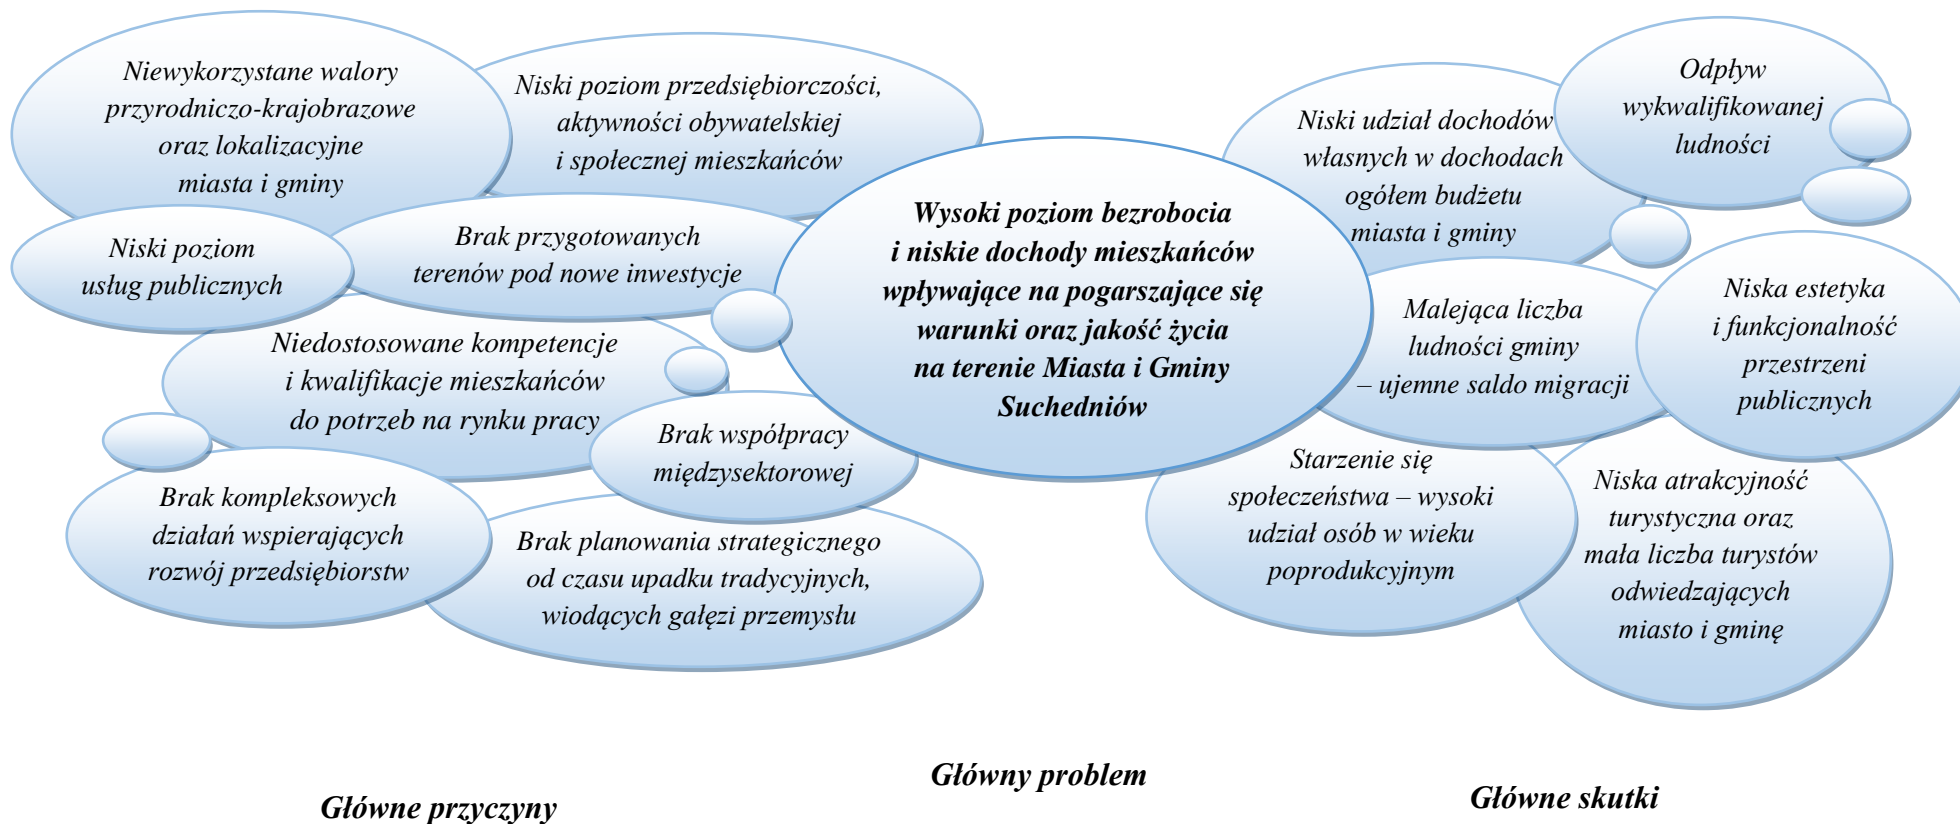 Niewykorzystane walory
przyrodniczo-krajobrazowe
oraz lokalizacyjne
miasta i gminy
Niski poziom przedsiębiorczości,
aktywności obywatelskiej
i społecznej mieszkańców
Niski poziom
usług publicznych
Brak przygotowanych
terenów pod nowe inwestycje
Niedostosowane kompetencje
i kwalifikacje mieszkańców
do potrzeb na rynku pracy
Brak współpracy
międzysektorowej
Brak kompleksowych
działań wspierających
rozwój przedsiębiorstw
Brak planowania strategicznego
od czasu upadku tradycyjnych,
wiodących gałęzi przemysłu
Wysoki poziom bezrobocia
i niskie dochody mieszkańców
wpływające na pogarszające się
warunki oraz jakość życia
na terenie Miasta i Gminy
Suchedniów
Niski udział dochodów
własnych w dochodach
ogółem budżetu
miasta i gminy
Odpływ
wykwalifikowanej
ludności
Malejąca liczba
ludności gminy
– ujemne saldo migracji
Niska estetyka
i funkcjonalność
przestrzeni
publicznych
Starzenie się
społeczeństwa – wysoki
udział osób w wieku
poprodukcyjnym
Niska atrakcyjność
turystyczna oraz
mała liczba turystów
odwiedzających
miasto i gminę
Główne przyczyny
Główny problem
Główne skutki